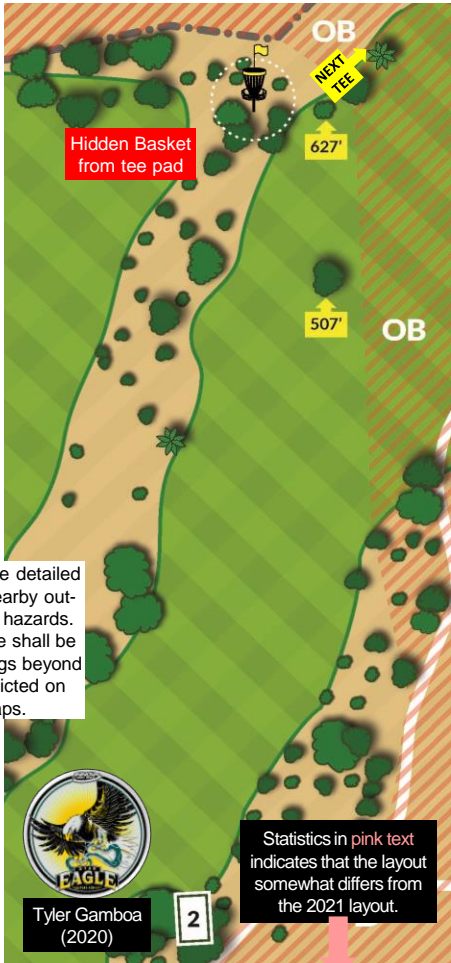 OB
NEXT
TEE
Hidden Basket
from tee pad
627'
507'
OB
e detailed
earby out-
hazards.
e shall be
gs beyond
icted on
aps.
EAGLE
Tyler Gamboa
(2020)
2
Statistics in pink text
indicates that the layout
somewhat differs from
the 2021 layout.